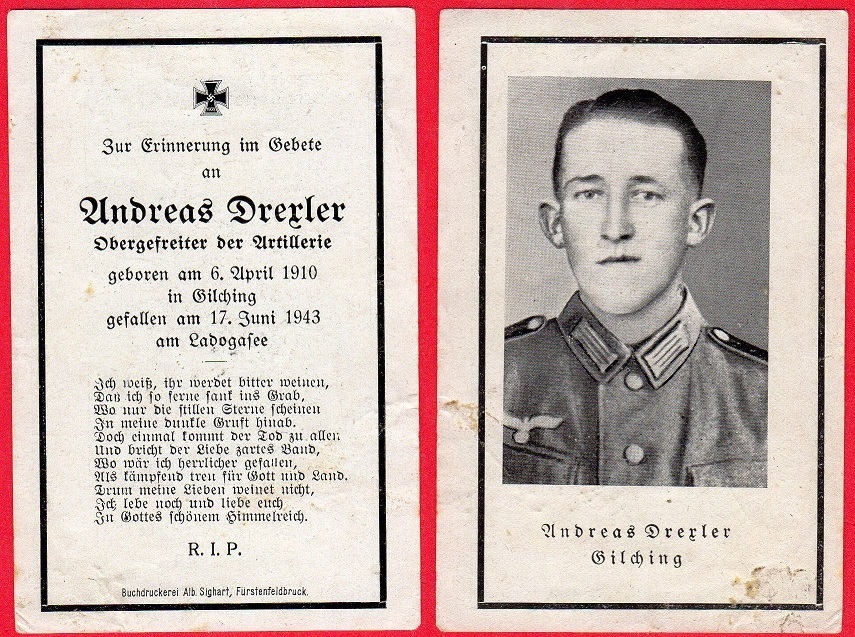 Zur Erinnerung im Gebete
an
Andreas Drexler
Obergefreiter der Artillerie
geboren am 6. April 1910
in Gilching
gefallen am 17. Juni 1943
am Ladogasee
Ich weiß, ihr werdet bitter weinen,
Daß ich so ferne sank ins Grab,
Wo nur die stillen Sterne scheinen
In meine dunkle Gruft hinab.
Doch einmal kommt der Tod zu allen
Und bricht der Liebe zartes Band,
Wo wär ich herrlicher gefallen,
Als kämpfend treu für Gott und Land.
Drum meine Lieben weinet nicht,
Ich lebe noch und liebe euch
In Gottes schönem Himmelreich.
R. I. P.
Buchdruckerei Alb. Sighart, Fürstenfeldbruck.
Andreas Drexler
Gilching